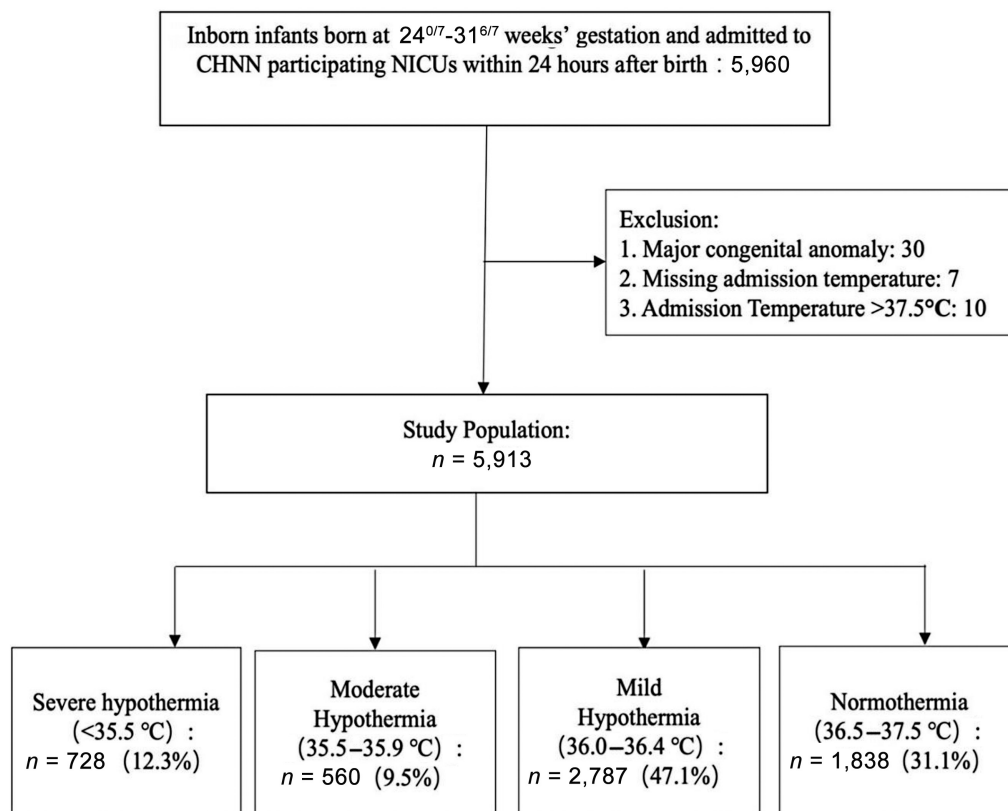 Inborn infants born at 24^0/7-31^6/7 weeks' gestation and admitted to
CHNN participating NICUs within 24 hours after birth : 5,960
Exclusion:
1. Major congenital anomaly: 30
2. Missing admission temperature: 7
3. Admission Temperature >37.5°C: 10
Study Population:
n = 5,913
Severe hypothermia
(<35.5 °C) :
n = 728 (12.3%)
Moderate
Hypothermia
(35.5–35.9 °C) :
n = 560 (9.5%)
Mild
Hypothermia
(36.0–36.4 °C) :
n = 2,787 (47.1%)
Normothermia
(36.5–37.5 °C) :
n = 1,838 (31.1%)